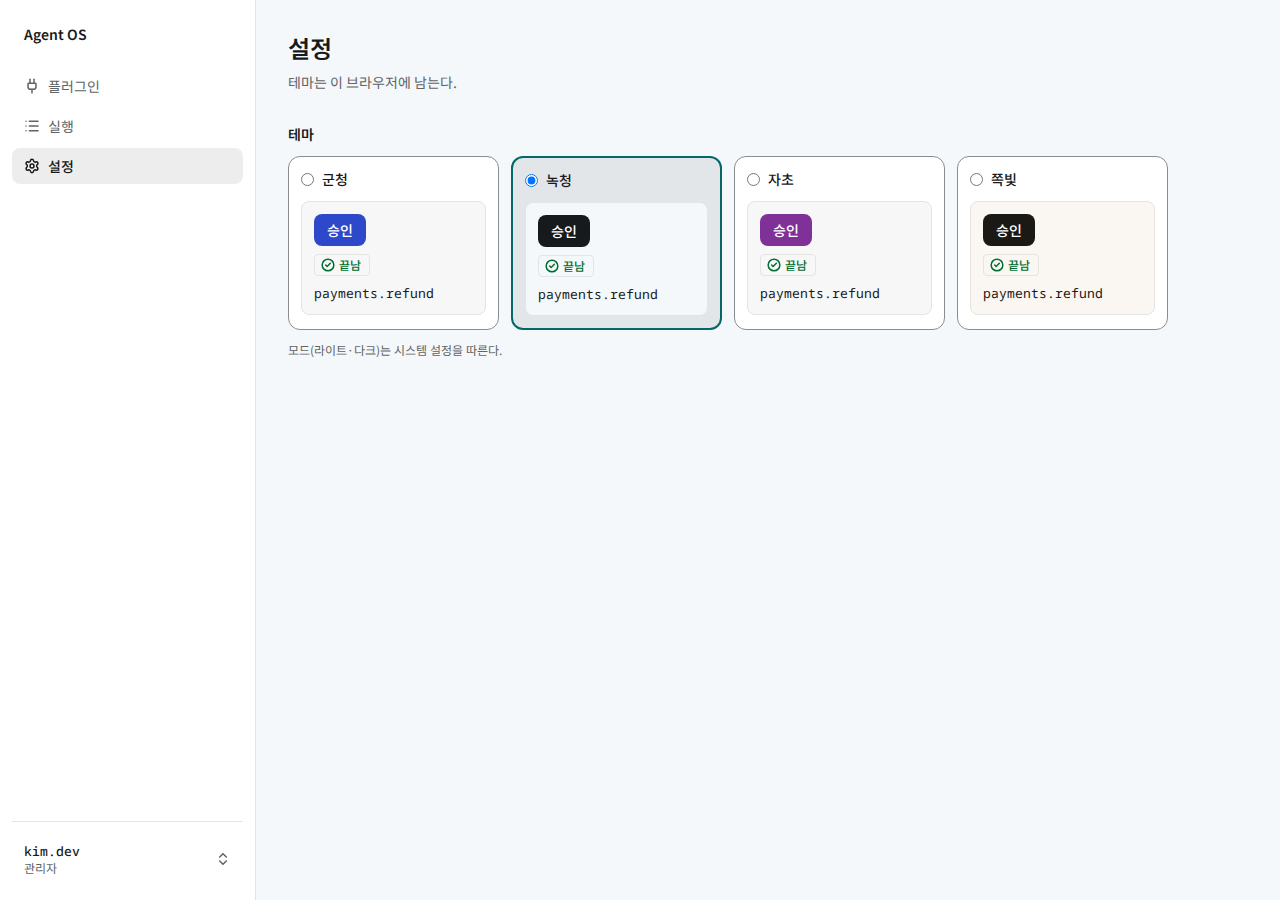 Agent OS
플러그인
실행
설정
kim.dev
관리자
설정
테마는 이 브라우저에 남는다.
테마
군청
승인
끝남
payments.refund
녹청
승인
끝남
payments.refund
자초
승인
끝남
payments.refund
쪽빛
승인
끝남
payments.refund
모드(라이트·다크)는 시스템 설정을 따른다.